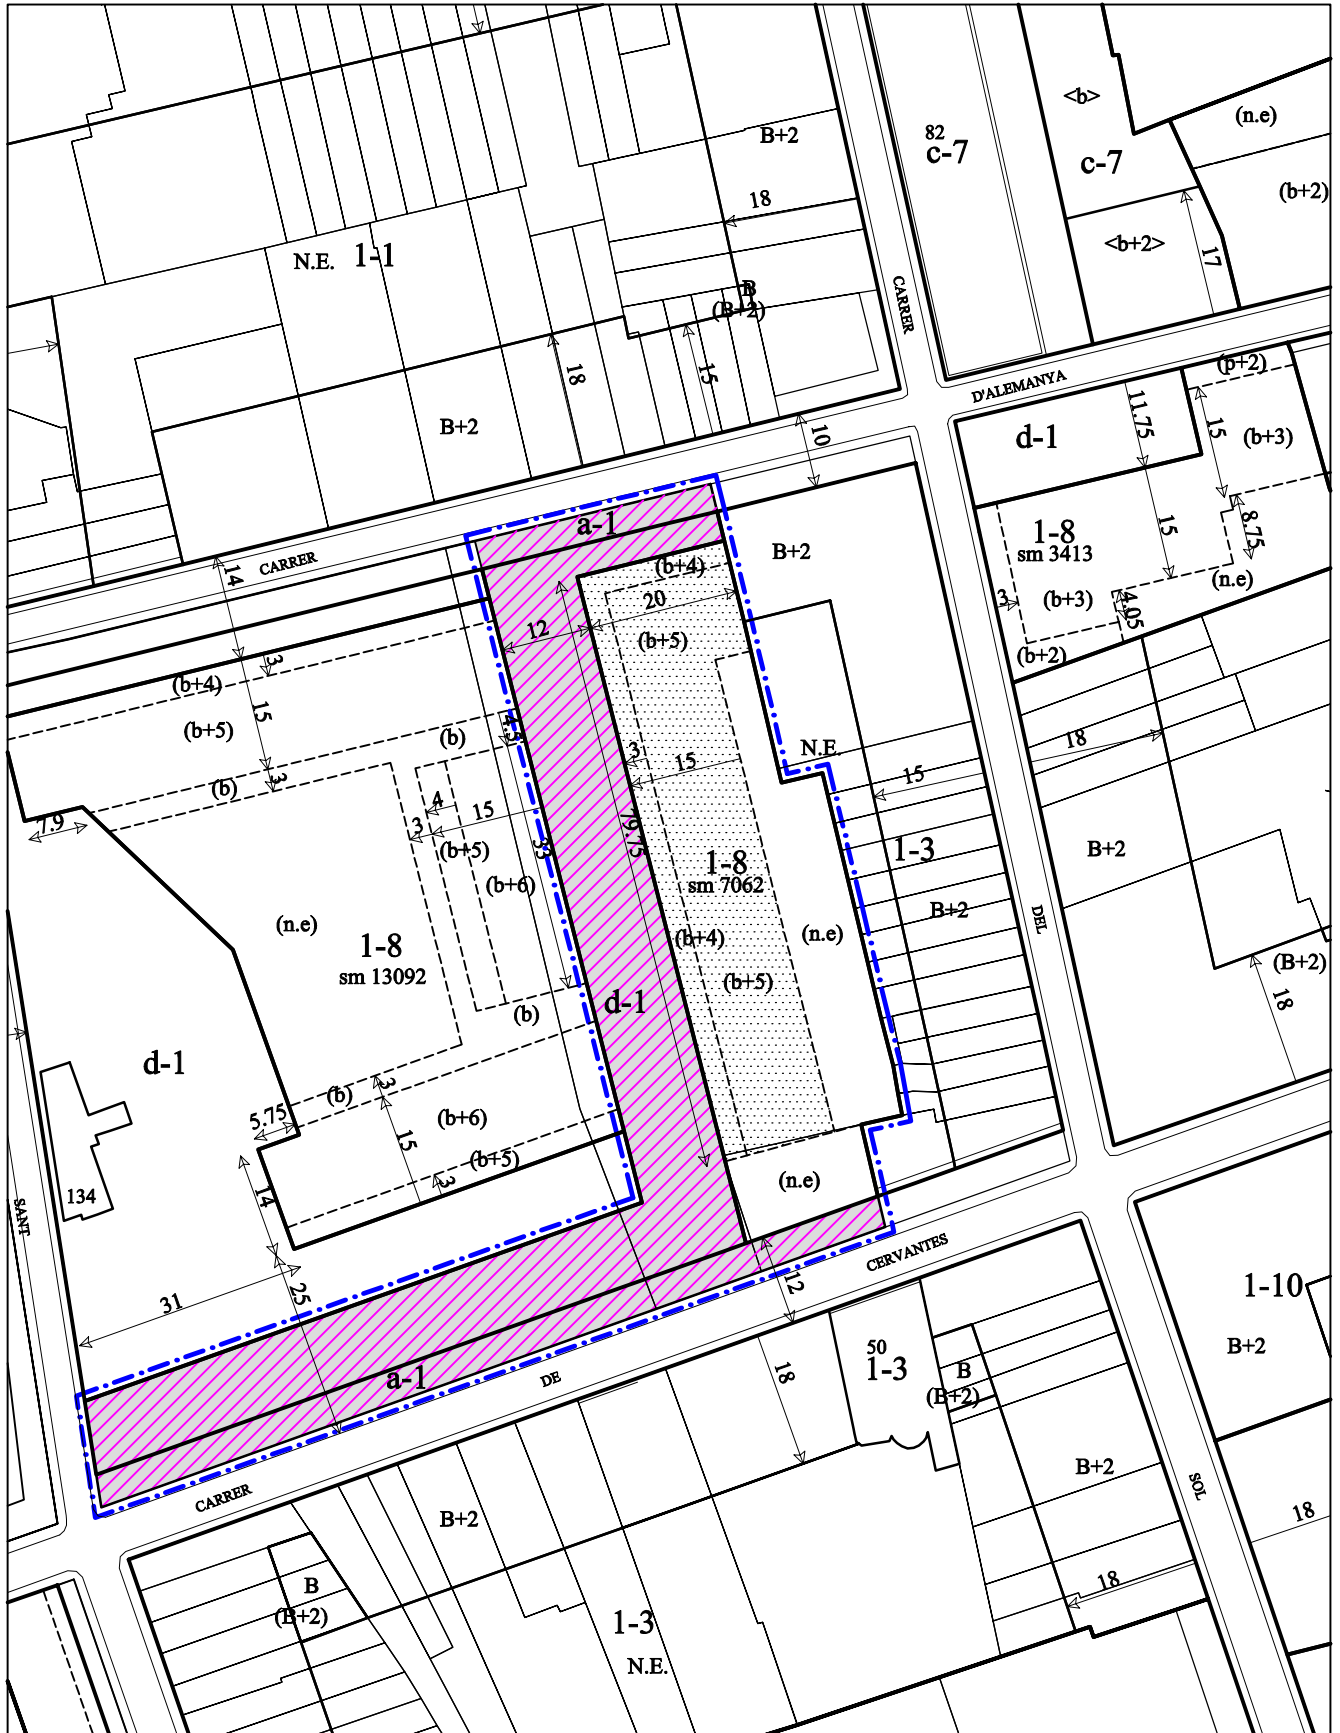 <b>
82
c-7
c-7
(n.e)
B+2
(b+2)
18
<b+2>
17
N.E. 1-1
B
(B+2)
CARRER
18
15
(p+2)
D'ALEMANYA
11.75
15
(b+3)
d-1
B+2
10
a-1
1-8
sm 3413
15
8.75
B+2
CARRER
14
(b+4)
(n.e)
20
3
(b+3)
4.05
12
(b+5)
(b+2)
3
(b+4)
15
(b+5)
4.5
(b)
N.E.
18
3
3
15
15
(b)
4
15
7.9
3
79.75
33
(b+5)
1-3
B+2
1-8
sm 7062
(b+6)
B+2
DEL
(n.e)
(b+4)
(n.e)
1-8
sm 13092
(B+2)
(b+5)
18
d-1
(b)
d-1
3
(b)
5.75
(b+6)
15
(b+5)
(n.e)
3
14
134
SANT
CERVANTES
12
25
31
1-10
B+2
50
1-3
18
B
(B+2)
a-1
DE
B+2
SOL
CARRER
B+2
18
B
(B+2)
18
1-3
N.E.